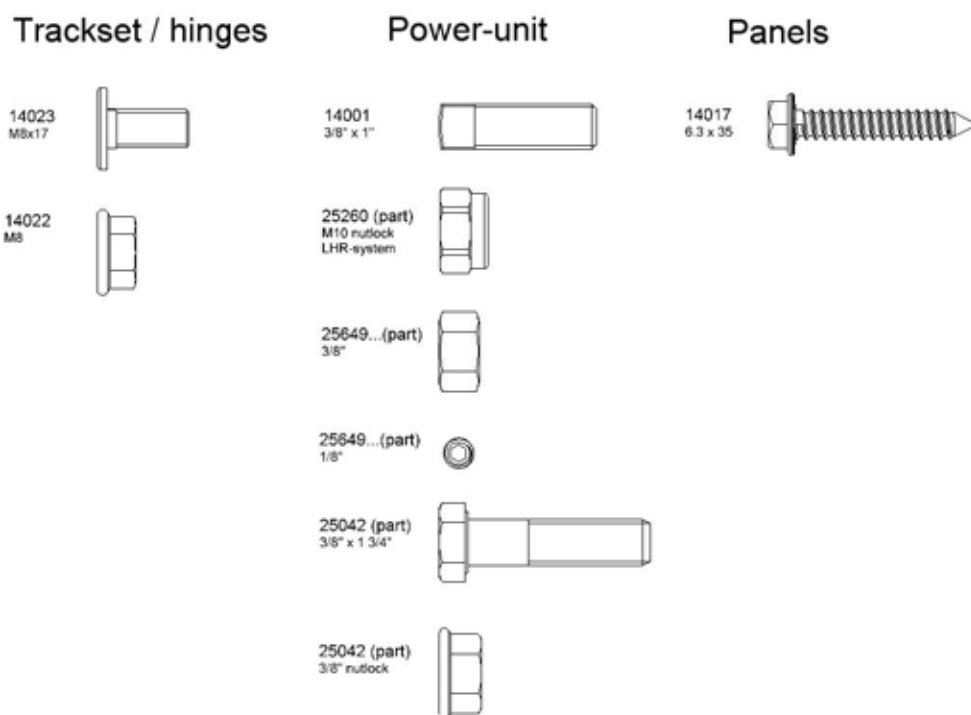 Trackset / hinges
14023
M8x17
14022
M8
Power-unit
14001
3/8" x 1"
25260 (part)
M10 nutlock
LHR-system
25649...(part)
3/8"
25649...(part)
1/8"
25042 (part)
3/8" x 1 3/4"
25042 (part)
3/8" nutlock
Panels
14017
6.3 x 35